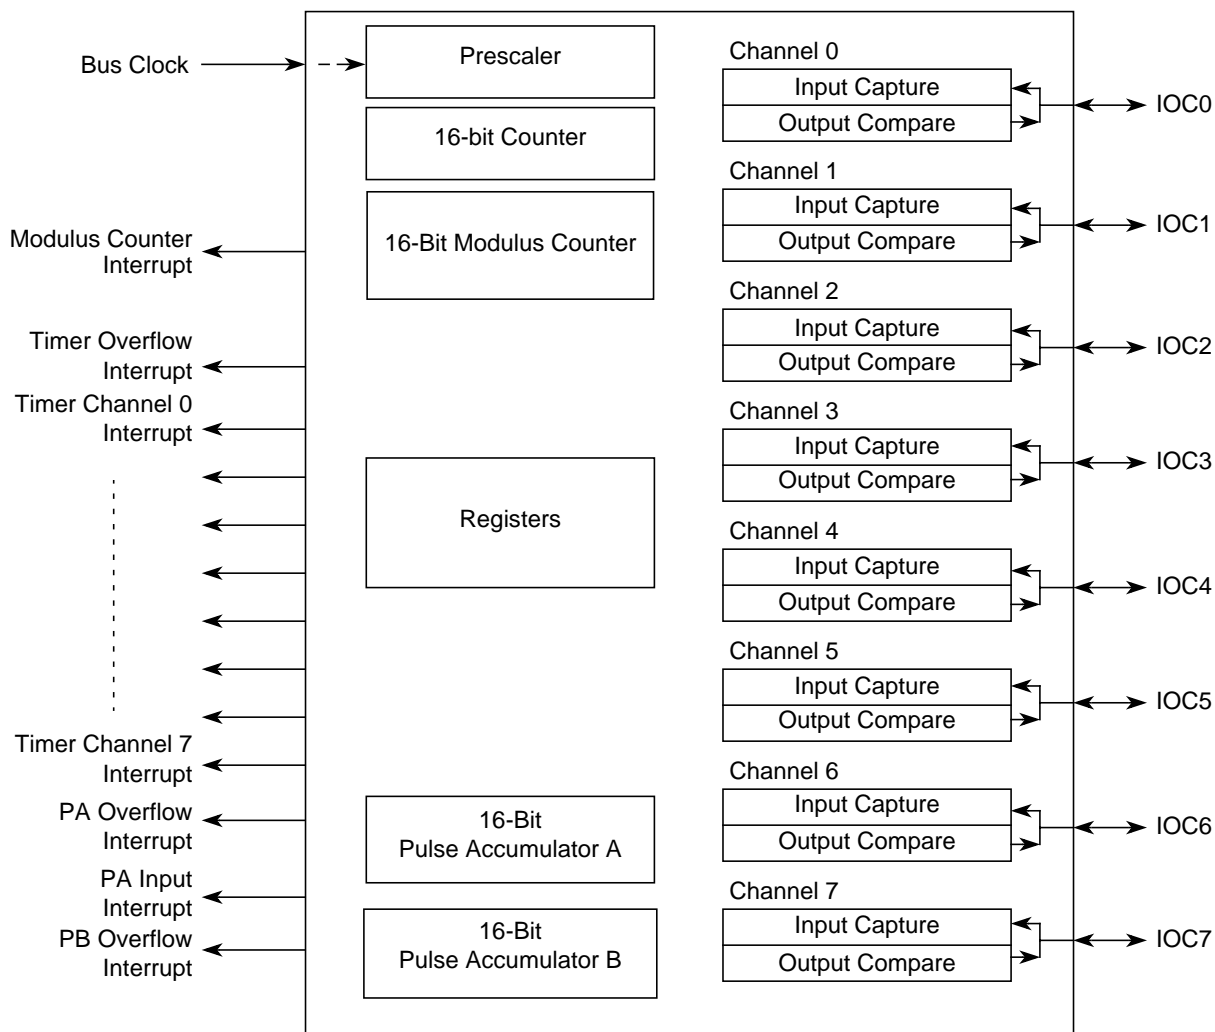 Bus Clock
Modulus Counter
Interrupt
Timer Overflow
Interrupt
Timer Channel 0
Interrupt
Timer Channel 7
Interrupt
PA Overflow
Interrupt
PA Input
Interrupt
PB Overflow
Interrupt
Prescaler
16-bit Counter
16-Bit Modulus Counter
Registers
16-Bit
Pulse Accumulator A
16-Bit
Pulse Accumulator B
Channel 0
Input Capture
Output Compare
IOC0
Channel 1
Input Capture
Output Compare
IOC1
Channel 2
Input Capture
Output Compare
IOC2
Channel 3
Input Capture
Output Compare
IOC3
Channel 4
Input Capture
Output Compare
IOC4
Channel 5
Input Capture
Output Compare
IOC5
Channel 6
Input Capture
Output Compare
IOC6
Channel 7
Input Capture
Output Compare
IOC7